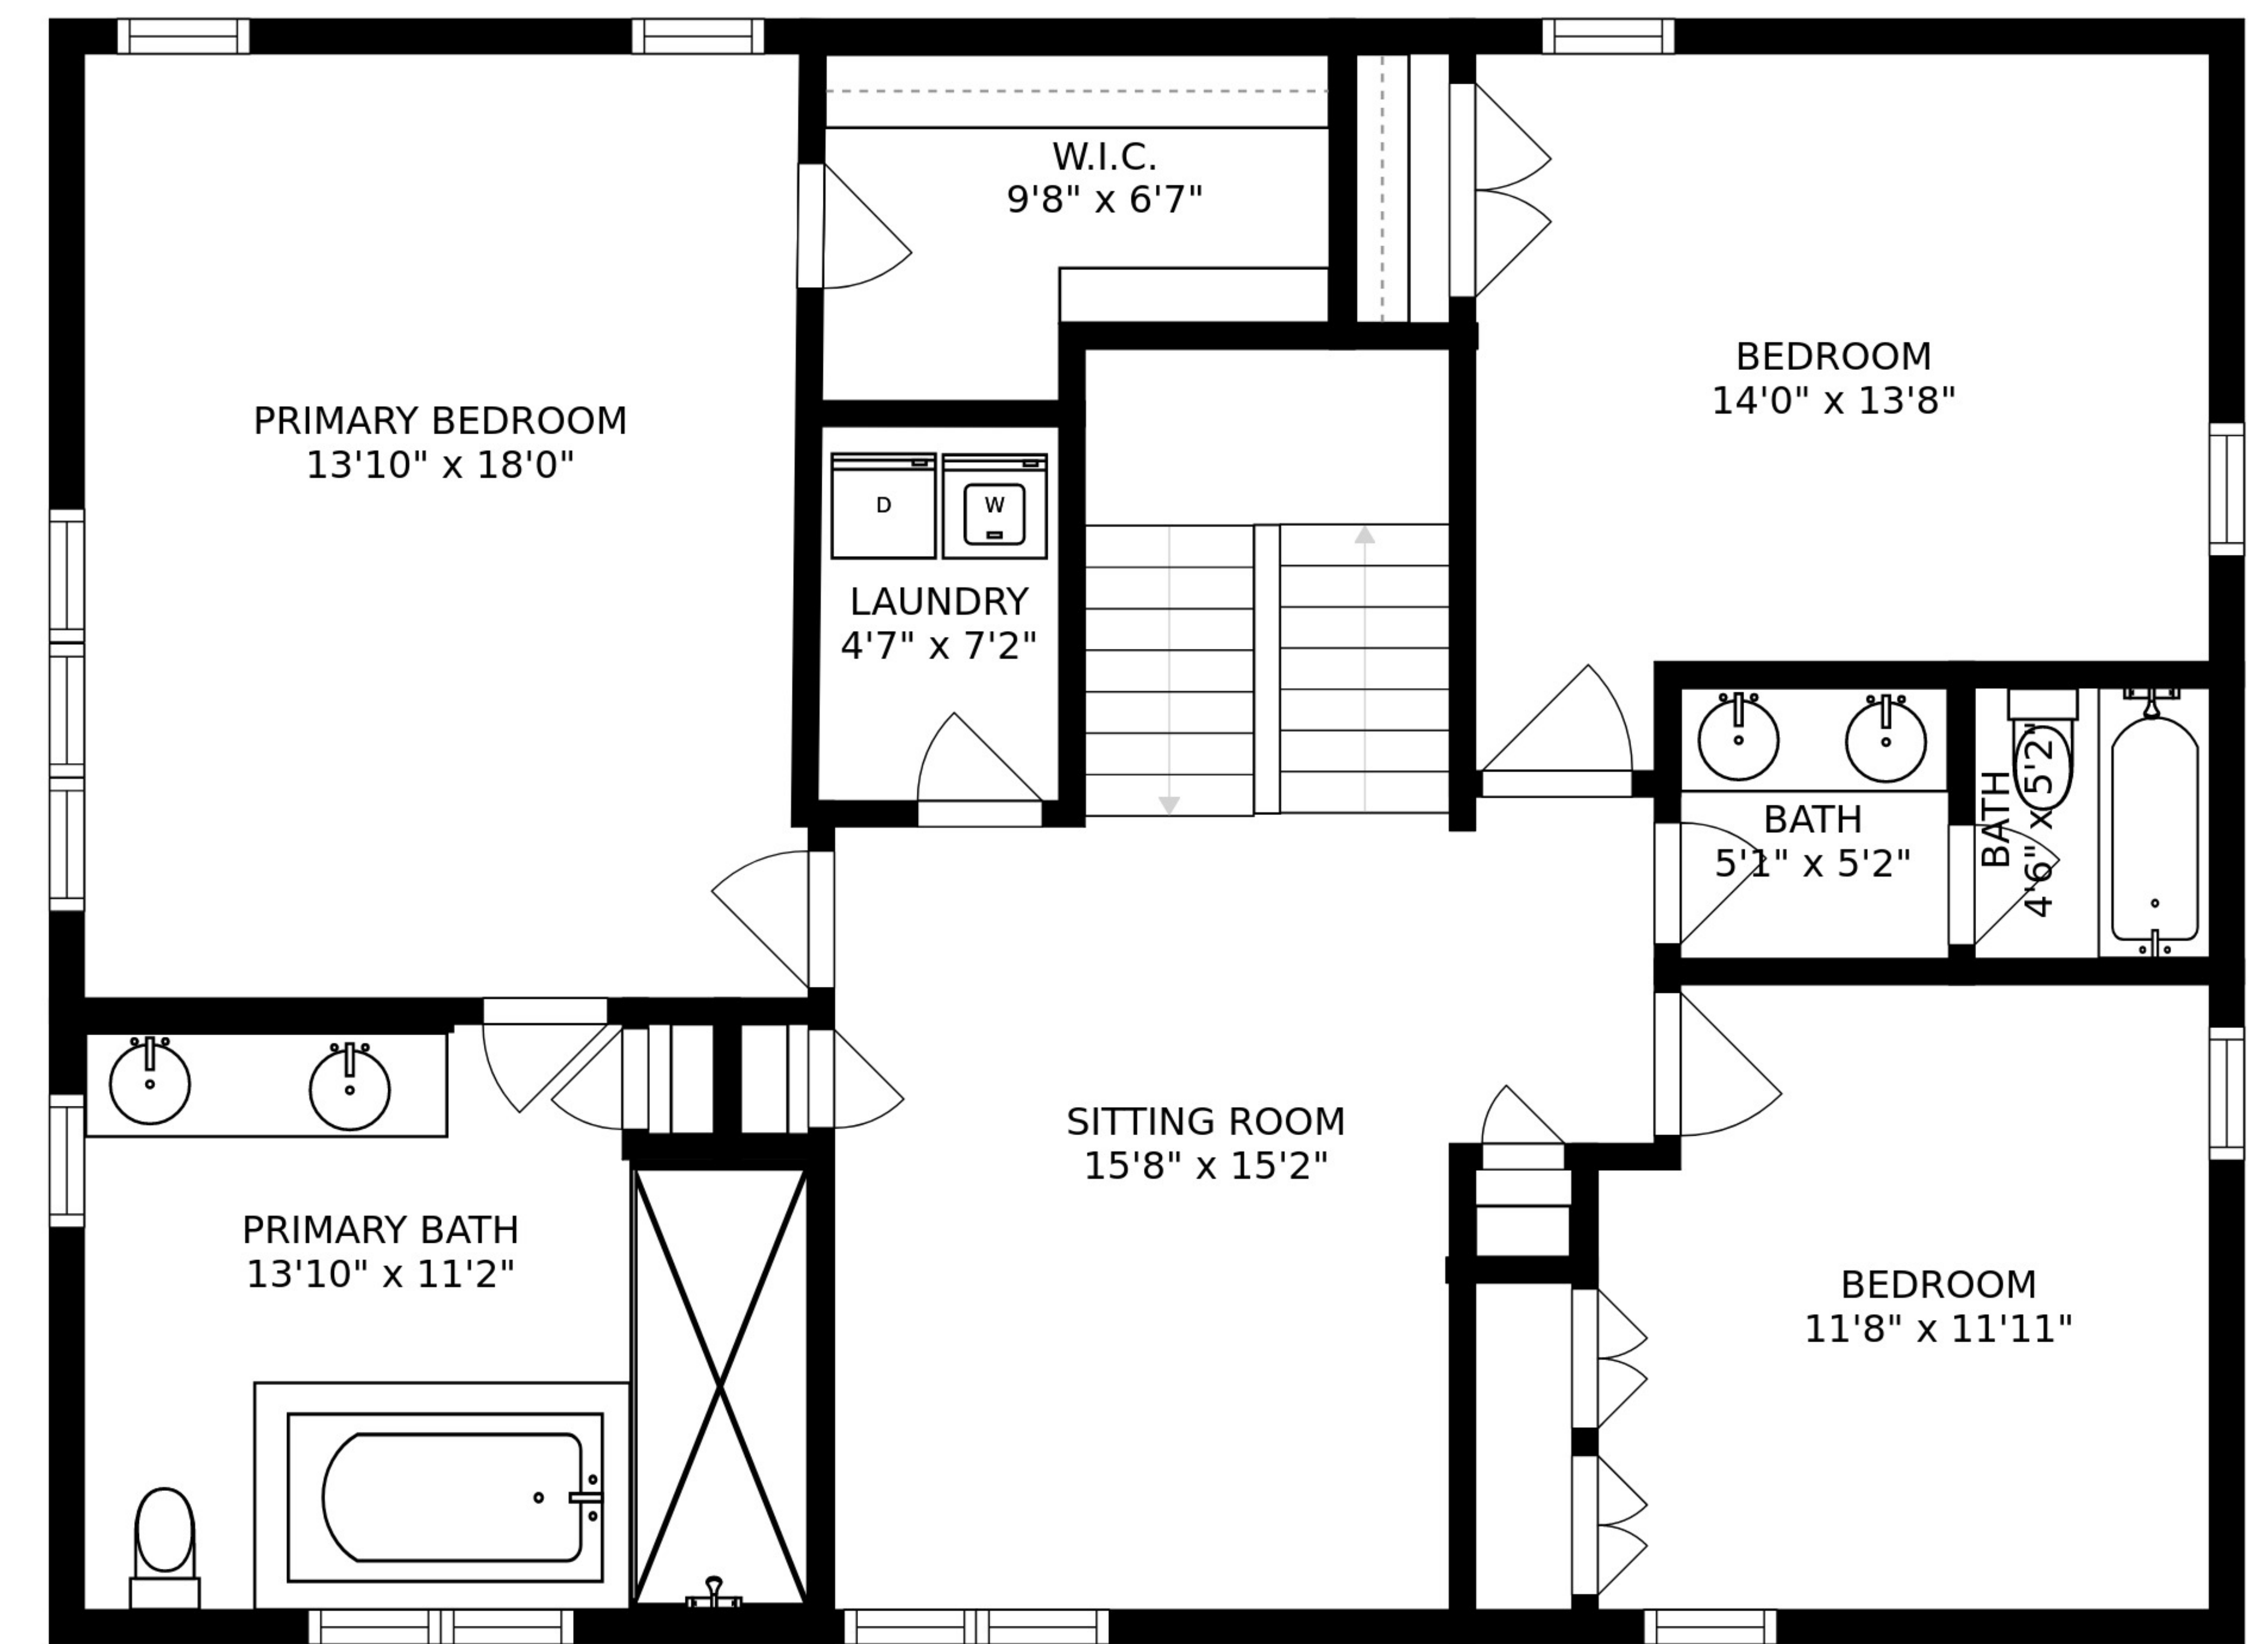 W.I.C.
9'8" x 6'7"
BEDROOM
14'0" x 13'8"
PRIMARY BEDROOM
13'10" x 18'0"
D
W
LAUNDRY
4'7" x 7'2"
BATH
5'1" x 5'2"
BATH
4'6" x 5'2"
SITTING ROOM
15'8" x 15'2"
PRIMARY BATH
13'10" x 11'2"
BEDROOM
11'8" x 11'11"